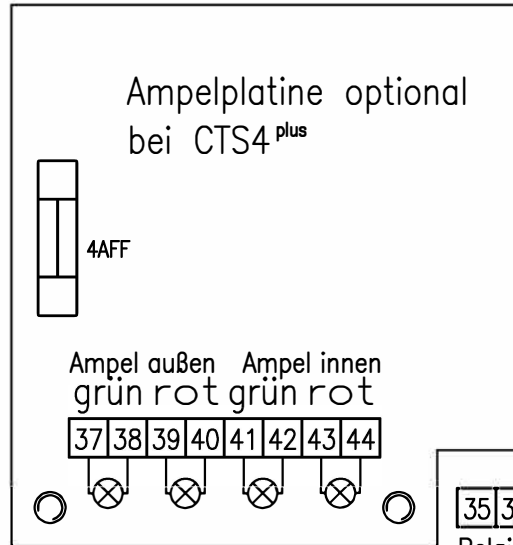 Ampelplatine optional
bei CTS4 plus
4AFF
Ampel außen Ampel innen
grün rot grün rot
37 38 39 40 41 42 43 44
35